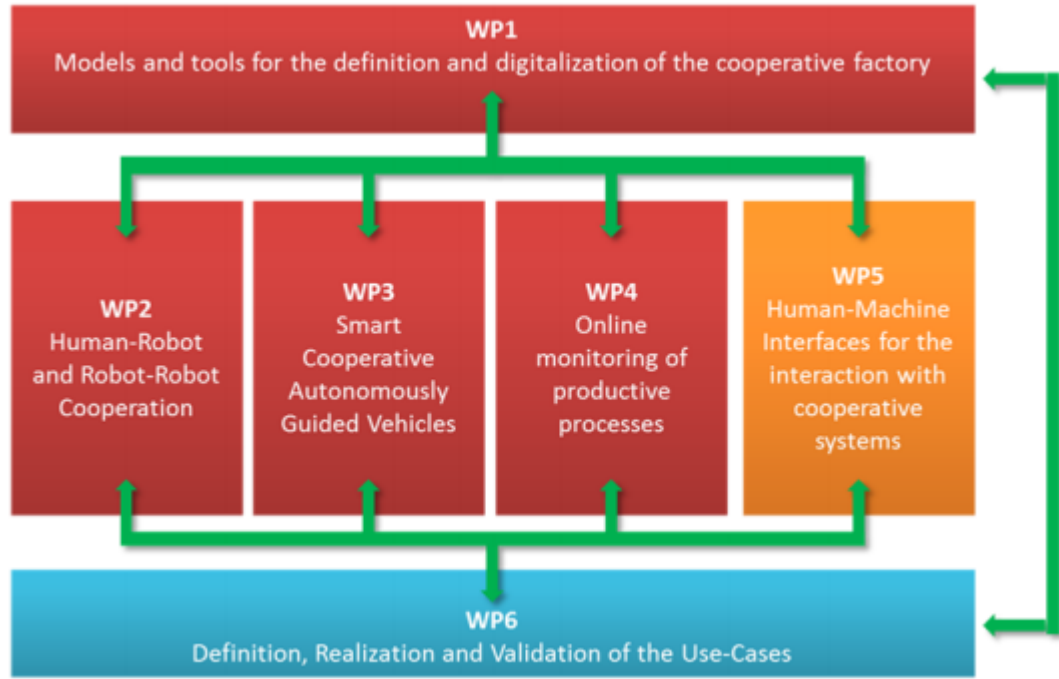 WP1
Models and tools for the definition and digitalization of the cooperative factory
WP2
Human-Robot
and Robot-Robot
Cooperation
WP3
Smart
Cooperative
Autonomously
Guided Vehicles
WP4
Online
monitoring of
productive
processes
WP5
Human-Machine
Interfaces for the
interaction with
cooperative
systems
WP6
Definition, Realization and Validation of the Use-Cases